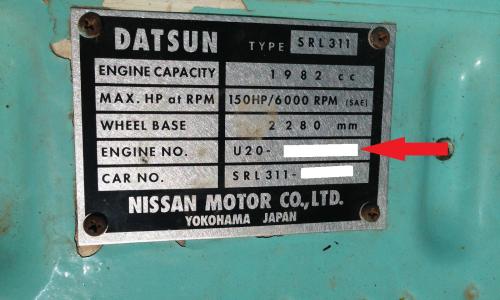 DATSUN TYPE SRL311
ENGINE CAPACITY 1982 cc
MAX. HP at RPM 150HP/6000 RPM (SAE)
WHEEL BASE 2280 mm
ENGINE NO. U20-
CAR NO. SRL311-
NISSAN MOTOR CO.,LTD.
YOKOHAMA JAPAN